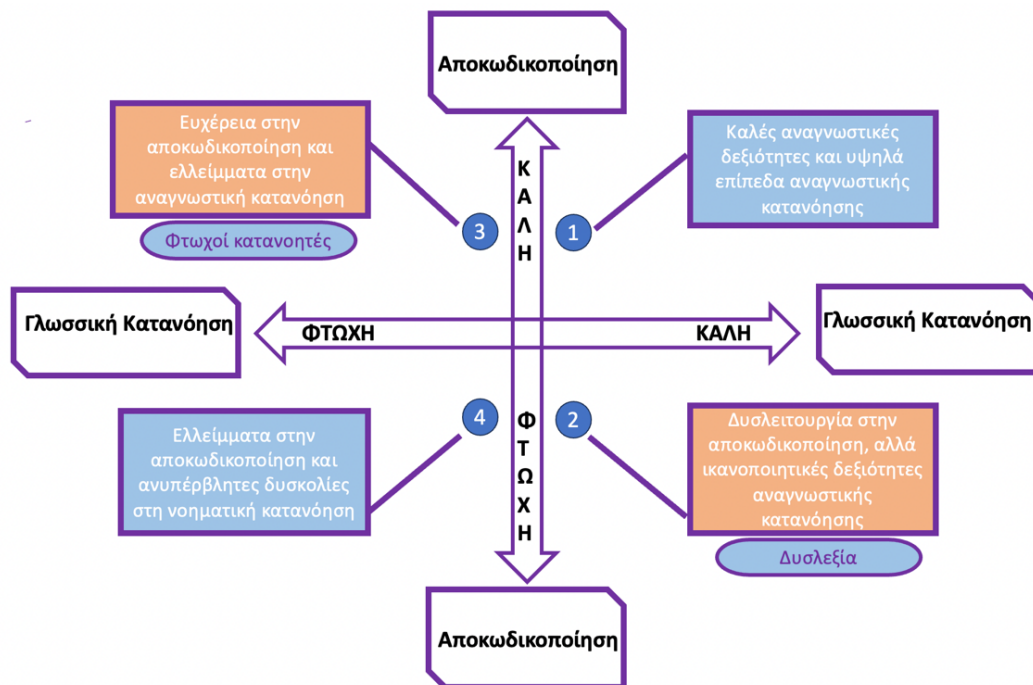 Αποκωδικοποίηση
Ευχέρεια στην
αποκωδικοποίηση και
ελλείμματα στην
αναγνωστική κατανόηση
Φτωχοί κατανοητές
Καλές αναγνωστικές
δεξιότητες και υψηλά
επίπεδα αναγνωστικής
κατανόησης
ΚΑΛΗ
3
1
Γλωσσική Κατανόηση
ΦΤΩΧΗ
ΚΑΛΗ
Γλωσσική Κατανόηση
4
2
ΦΤΩΧΗ
Ελλείμματα στην
αποκωδικοποίηση και
ανυπέρβλητες δυσκολίες
στη νοηματική κατανόηση
Δυσλειτουργία στην
αποκωδικοποίηση, αλλά
ικανοποιητικές δεξιότητες
αναγνωστικής
κατανόησης
Δυσλεξία
Αποκωδικοποίηση